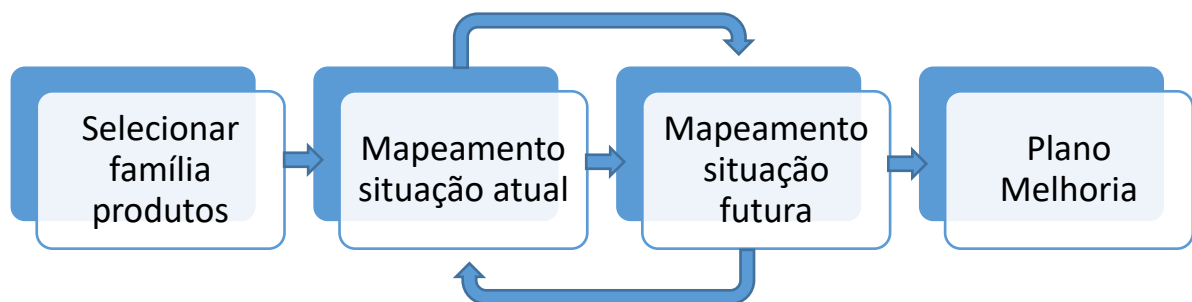 Selecionar
família
produtos
Mapeamento
situação atual
Mapeamento
situação
futura
Plano
Melhoria